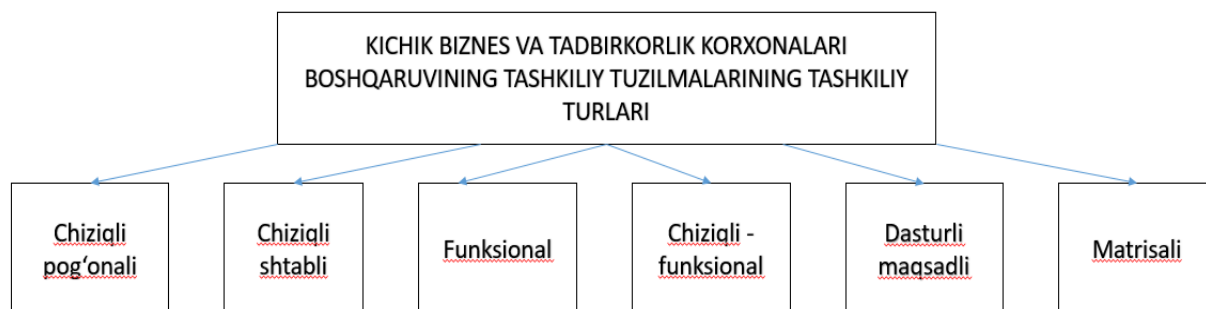 KICHIK BIZNES VA TADBIRKORLIK KORXONALARI
BOSHQARUVINING TASHKILIY TUZILMALARINING TASHKILIY
TURLARI
Chiziqli
pog‘onali
Chiziqli
shtabli
Funksional
Chiziqli -
funksional
Dasturli
maqsadli
Matrisali